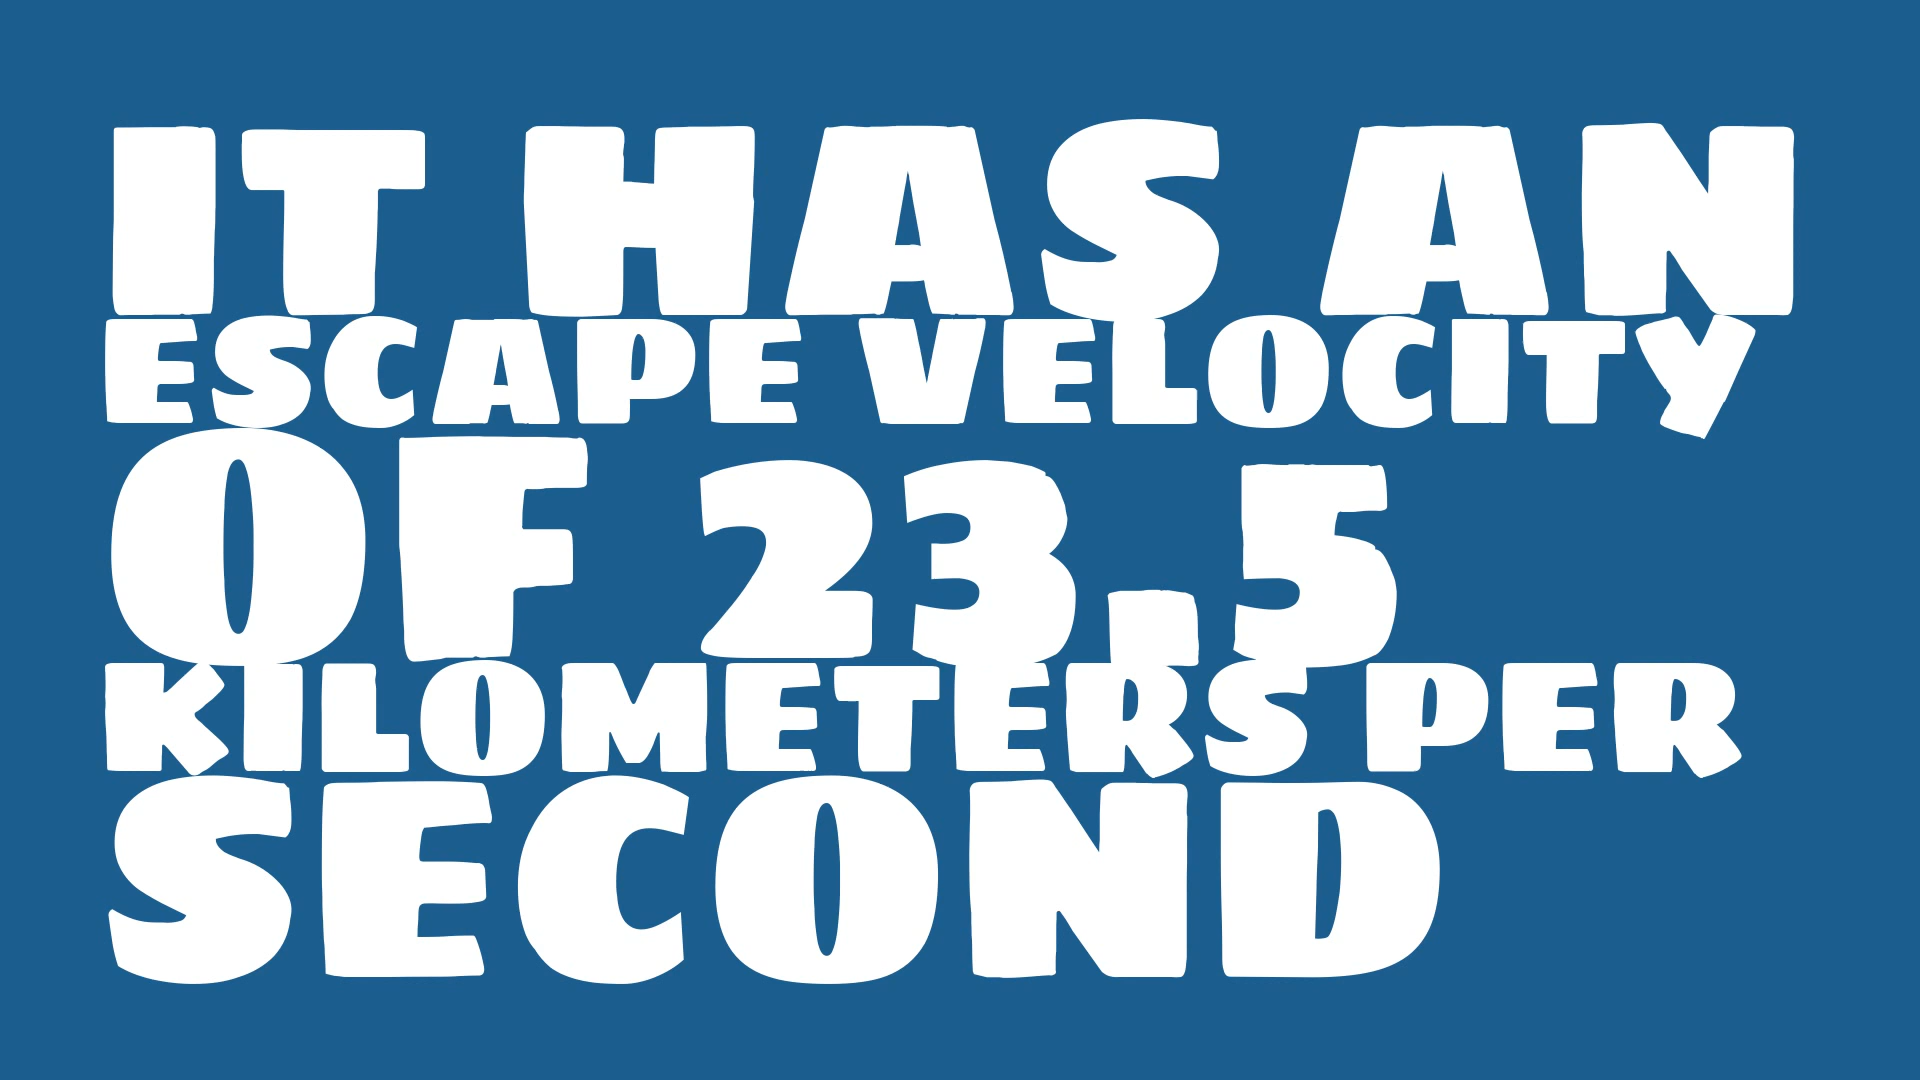 IT HAS AN
ESCAPE VELOCITY
OF 23.5
KILOMETERS PER
SECOND